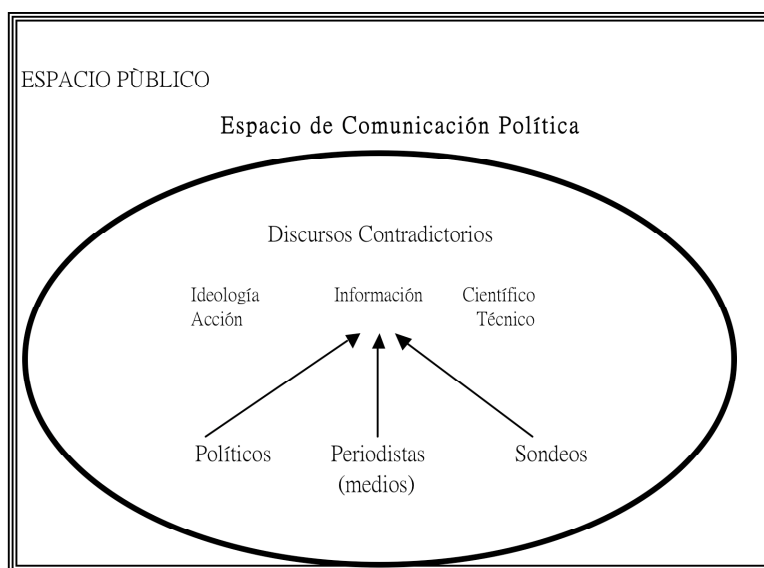 ESPACIO PÙBLICO
Espacio de Comunicación Política
Discursos Contradictorios
Ideología Información Científico
Acción Técnico
Políticos Periodistas Sondeos
(medios)